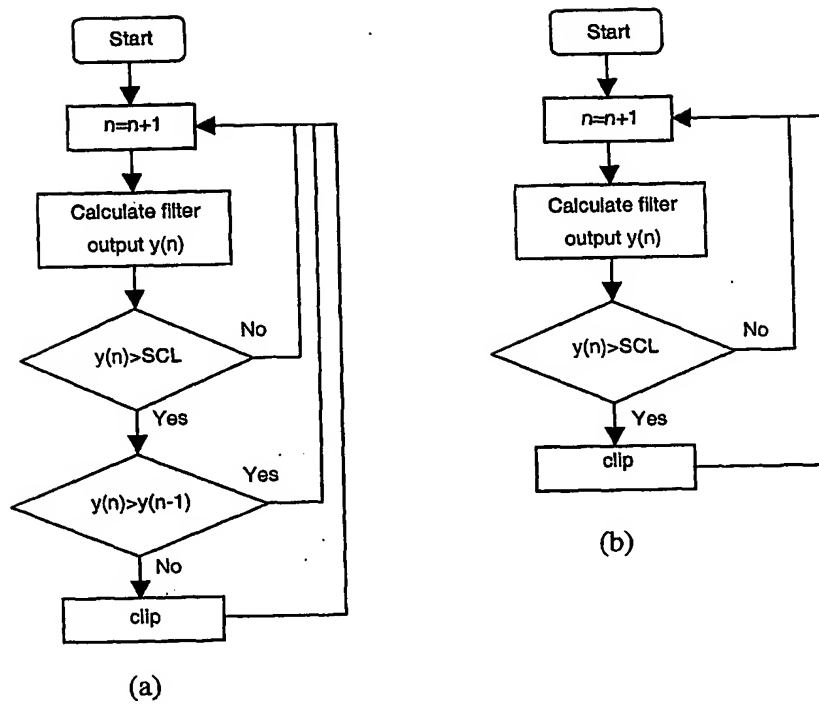 Start
n=n+1
Calculate filter
output y(n)
y(n)>SCL
No
Yes
y(n)>y(n-1)
Yes
No
clip
(a)
Start
n=n+1
Calculate filter
output y(n)
y(n)>SCL
No
Yes
clip
(b)